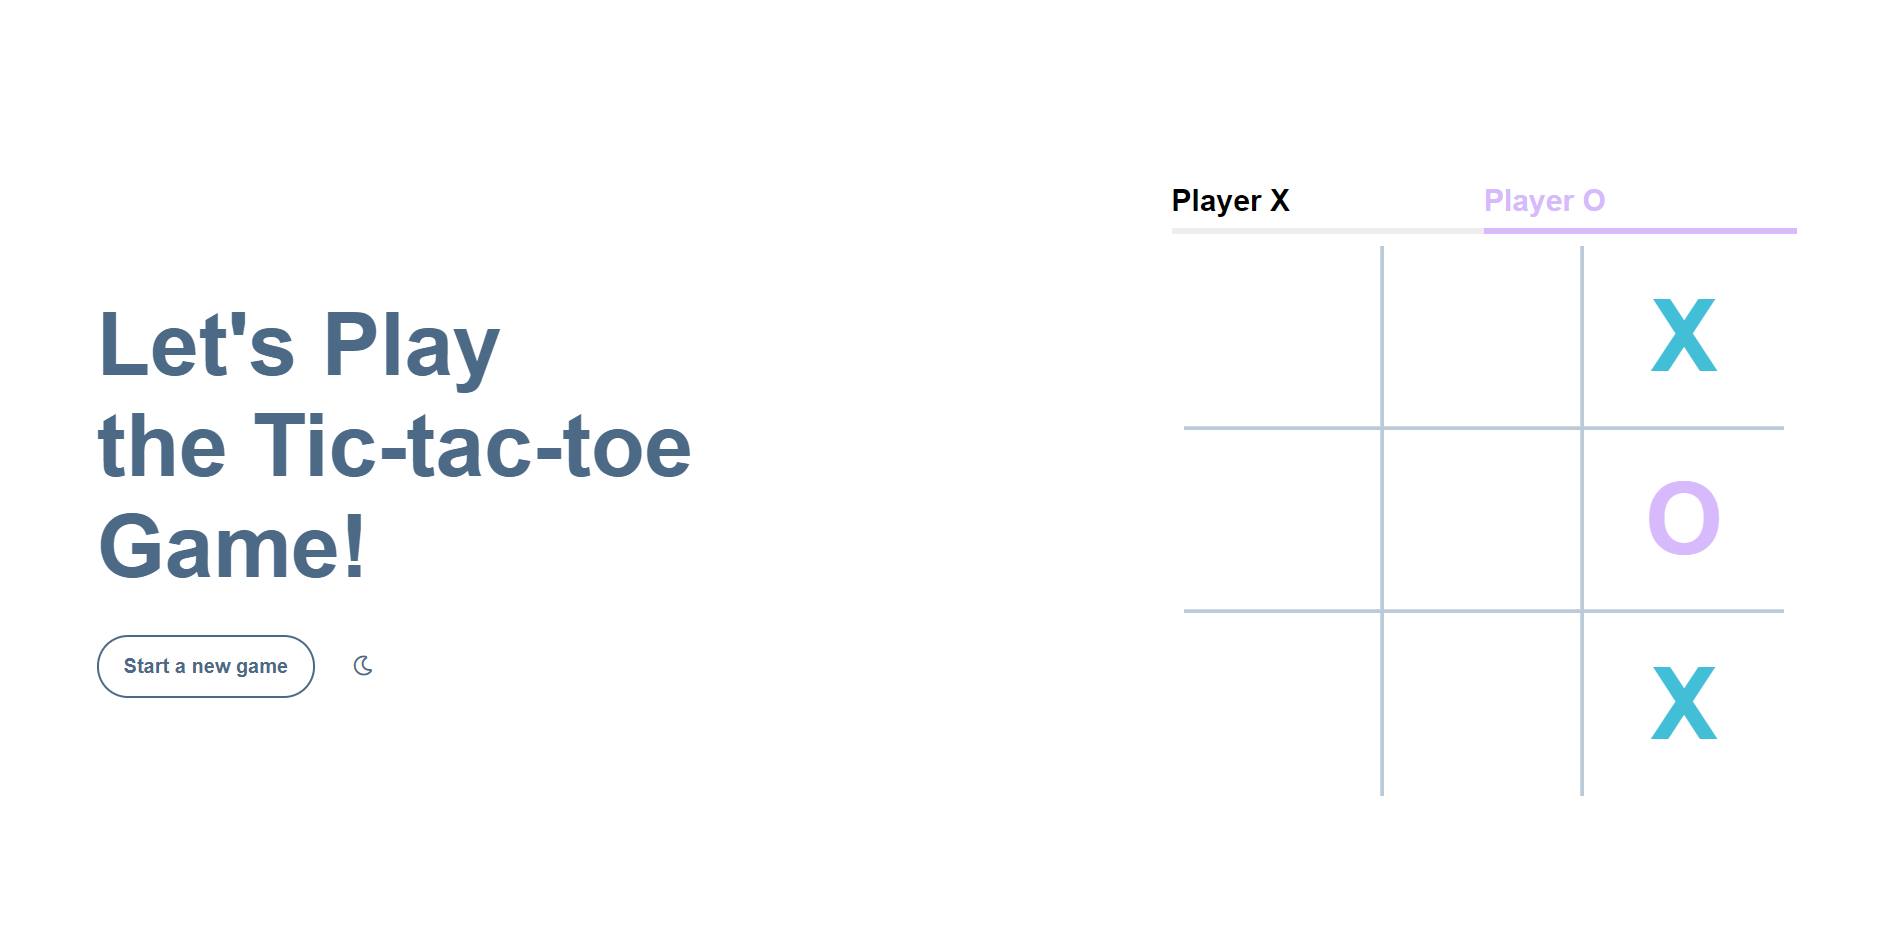 Let's Play
the Tic-tac-toe
Game!
Start a new game
Player X
Player O
X
O
X